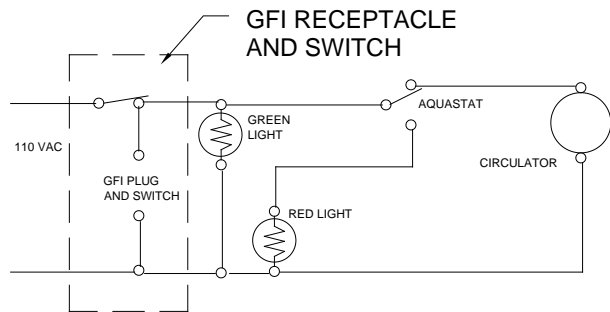 GFI RECEPTACLE
AND SWITCH
GREEN
LIGHT
AQUASTAT
110 VAC
CIRCULATOR
GFI PLUG
AND SWITCH
RED LIGHT